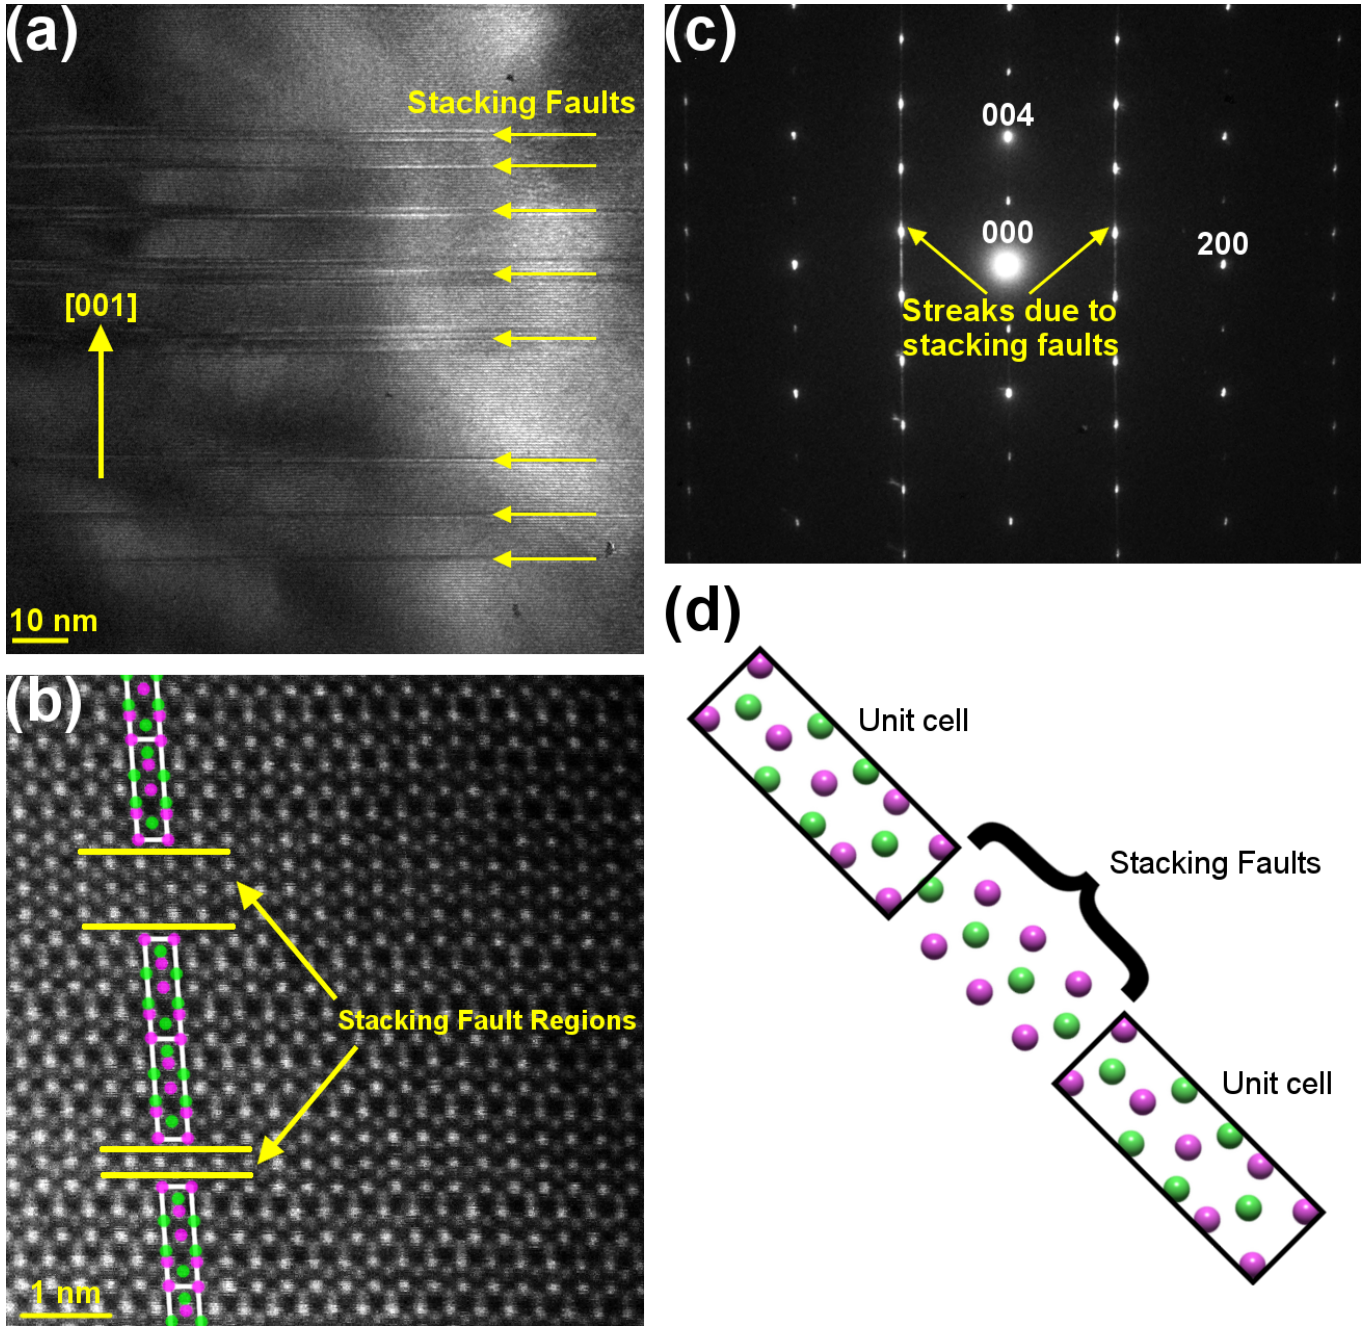 (a)
Stacking Faults
[001]
10 nm
(b)
Stacking Fault Regions
1 nm
(c)
004
000
200
Streaks due to
stacking faults
(d)
Unit cell
Stacking Faults
Unit cell